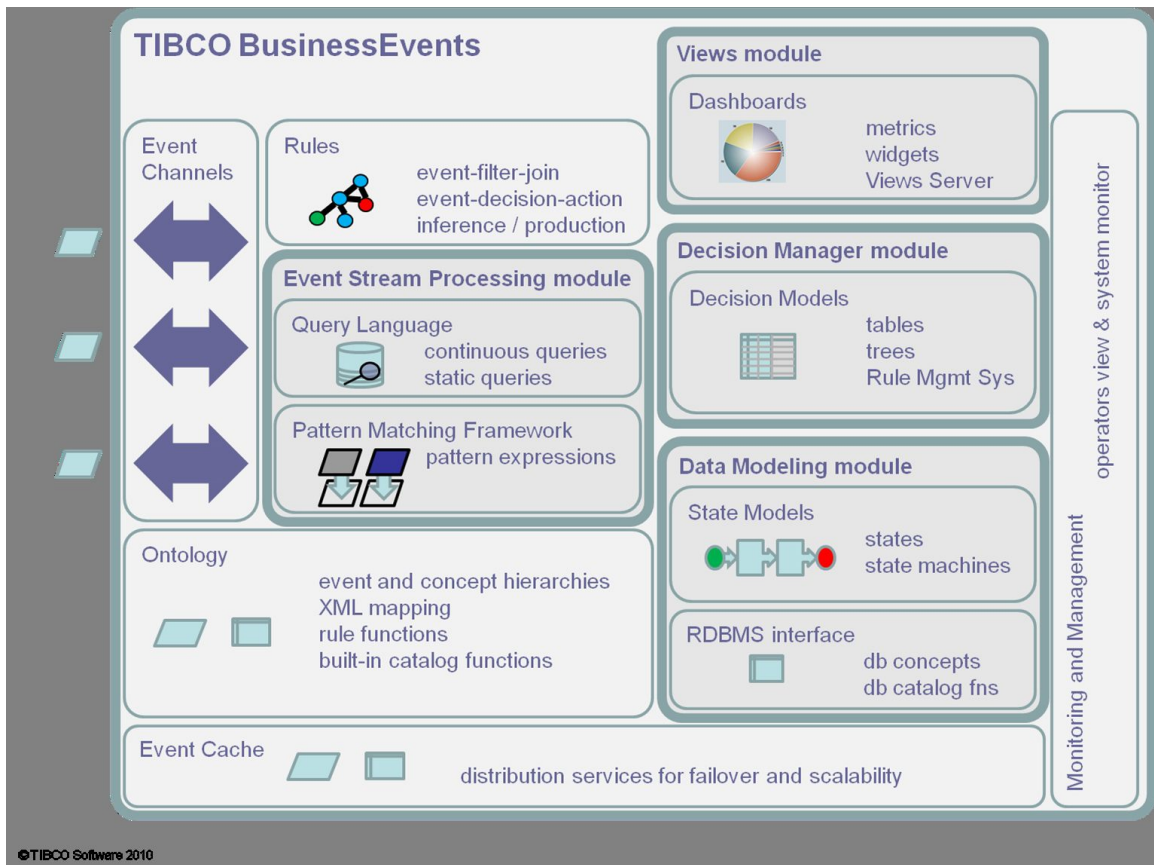 TIBCO BusinessEvents
Event
Channels
Rules
event-filter-join
event-decision-action
inference / production
Event Stream Processing module
Query Language
continuous queries
static queries
Pattern Matching Framework
pattern expressions
Ontology
event and concept hierarchies
XML mapping
rule functions
built-in catalog functions
Views module
Dashboards
metrics
widgets
Views Server
Decision Manager module
Decision Models
tables
trees
Rule Mgmt Sys
Data Modeling module
State Models
states
state machines
RDBMS interface
db concepts
db catalog fns
Event Cache
distribution services for failover and scalability
Monitoring and Management
operators view & system monitor
©TIBCO Software 2010